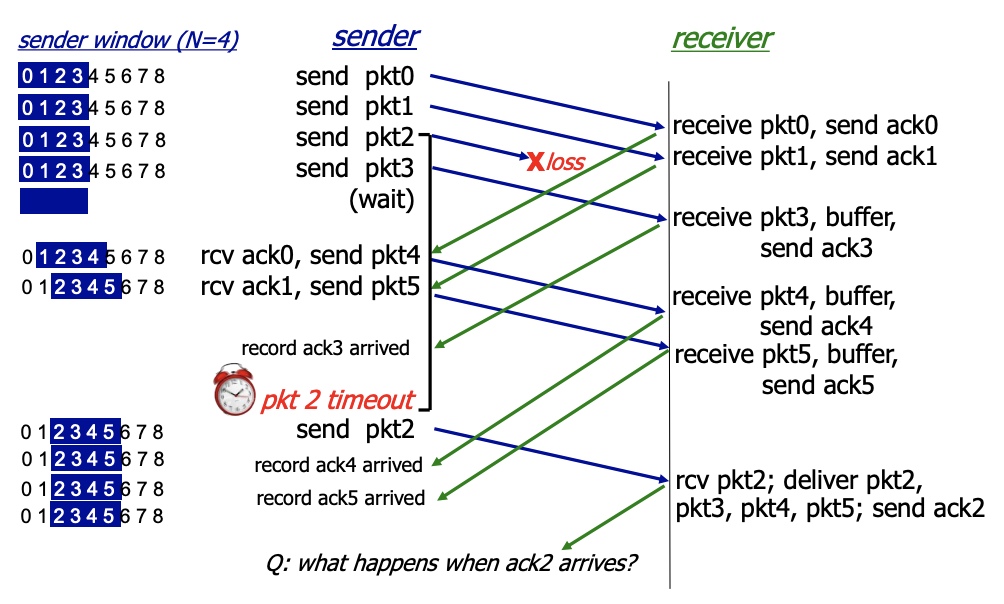 sender window (N=4)
sender
receiver
0 1 2 3 4 5 6 7 8
send pkt0
0 1 2 3 4 5 6 7 8
send pkt1
receive pkt0, send ack0
0 1 2 3 4 5 6 7 8
send pkt2
X loss
receive pkt1, send ack1
0 1 2 3 4 5 6 7 8
send pkt3
(wait)
receive pkt3, buffer,
send ack3
0 1 2 3 4 5 6 7 8
rcv ack0, send pkt4
0 1 2 3 4 5 6 7 8
rcv ack1, send pkt5
receive pkt4, buffer,
send ack4
record ack3 arrived
receive pkt5, buffer,
send ack5
pkt 2 timeout
0 1 2 3 4 5 6 7 8
send pkt2
0 1 2 3 4 5 6 7 8
record ack4 arrived
0 1 2 3 4 5 6 7 8
record ack5 arrived
0 1 2 3 4 5 6 7 8
rcv pkt2; deliver pkt2,
pkt3, pkt4, pkt5; send ack2
Q: what happens when ack2 arrives?